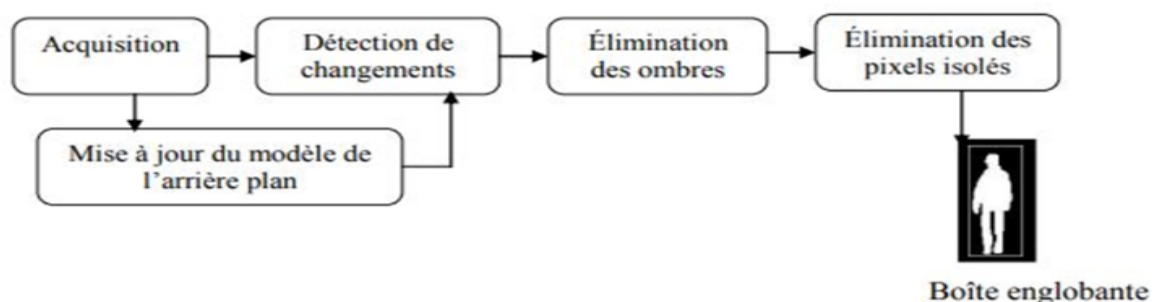 Acquisition
Détection de
changements
Élimination
des ombres
Élimination des
pixels isolés
Mise à jour du modèle de
l'arrière plan
Boîte englobante